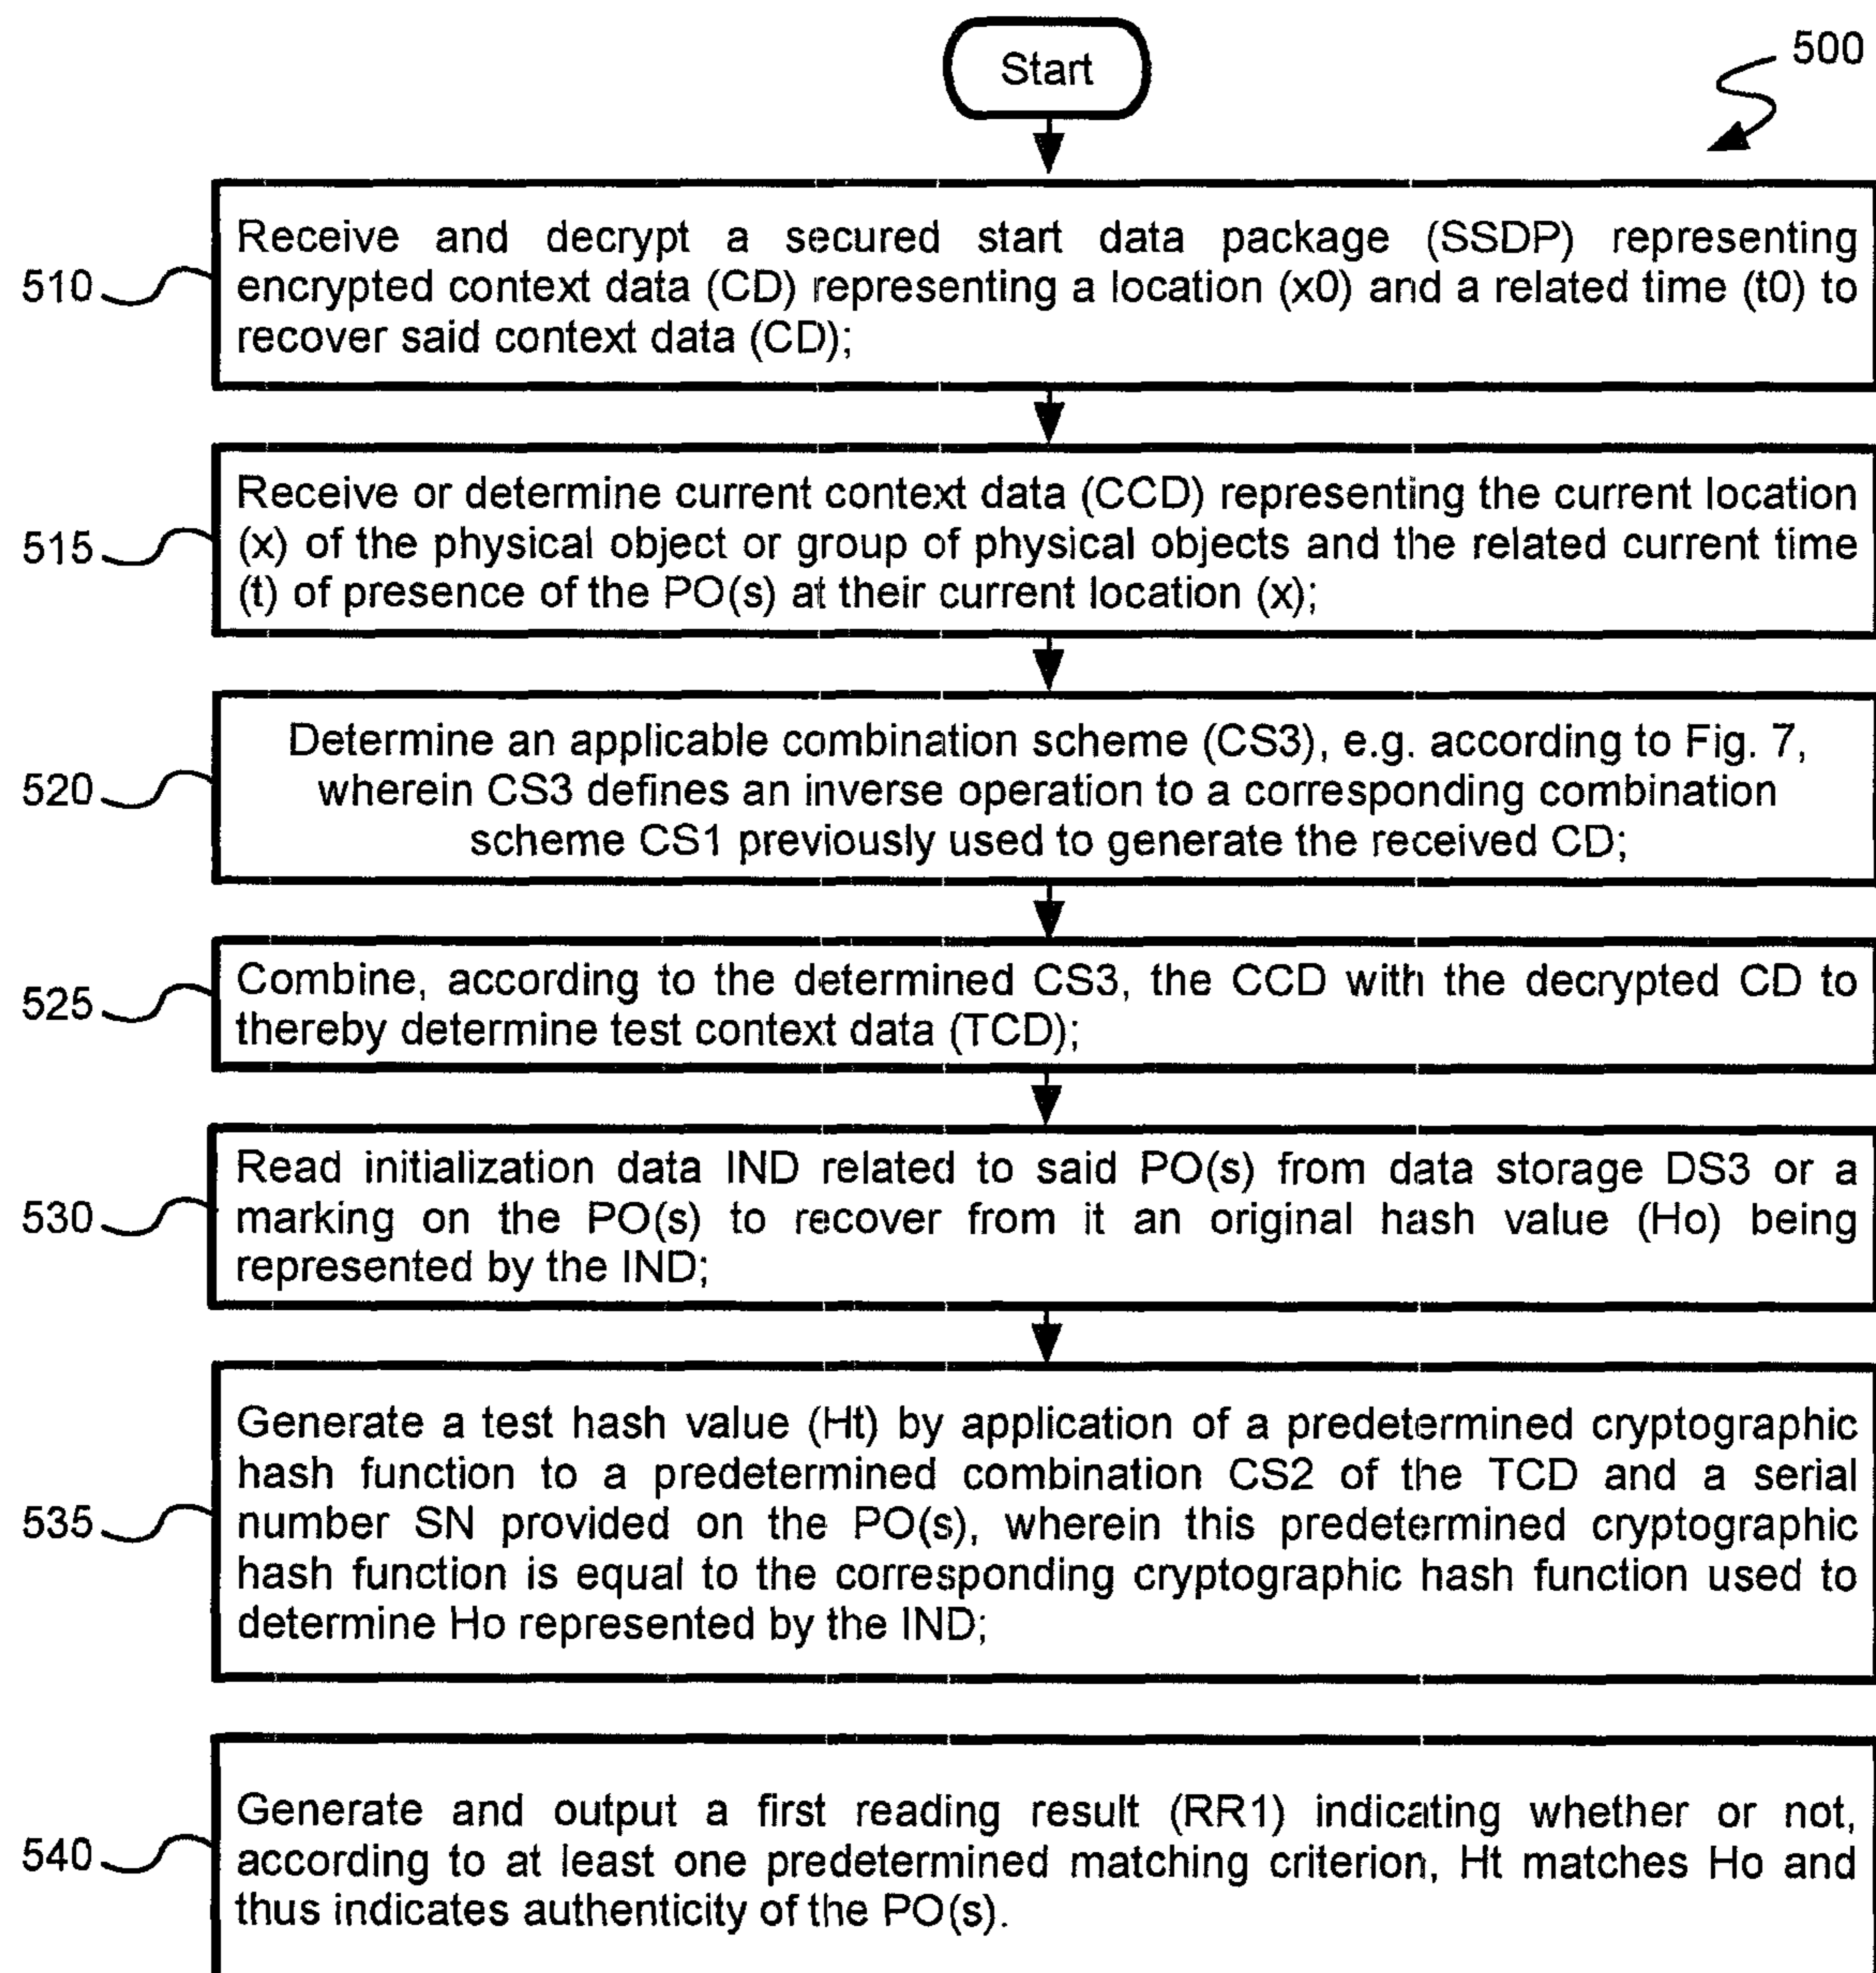 Start
500
510
Receive and decrypt a secured start data package (SSDP) representing
encrypted context data (CD) representing a location (x0) and a related time (t0) to
recover said context data (CD);
515
Receive or determine current context data (CCD) representing the current location
(x) of the physical object or group of physical objects and the related current time
(t) of presence of the PO(s) at their current location (x);
520
Determine an applicable combination scheme (CS3), e.g. according to Fig. 7,
wherein CS3 defines an inverse operation to a corresponding combination
scheme CS1 previously used to generate the received CD;
525
Combine, according to the determined CS3, the CCD with the decrypted CD to
thereby determine test context data (TCD);
530
Read initialization data IND related to said PO(s) from data storage DS3 or a
marking on the PO(s) to recover from it an original hash value (Ho) being
represented by the IND;
535
Generate a test hash value (Ht) by application of a predetermined cryptographic
hash function to a predetermined combination CS2 of the TCD and a serial
number SN provided on the PO(s), wherein this predetermined cryptographic
hash function is equal to the corresponding cryptographic hash function used to
determine Ho represented by the IND;
540
Generate and output a first reading result (RR1) indicating whether or not,
according to at least one predetermined matching criterion, Ht matches Ho and
thus indicates authenticity of the PO(s).